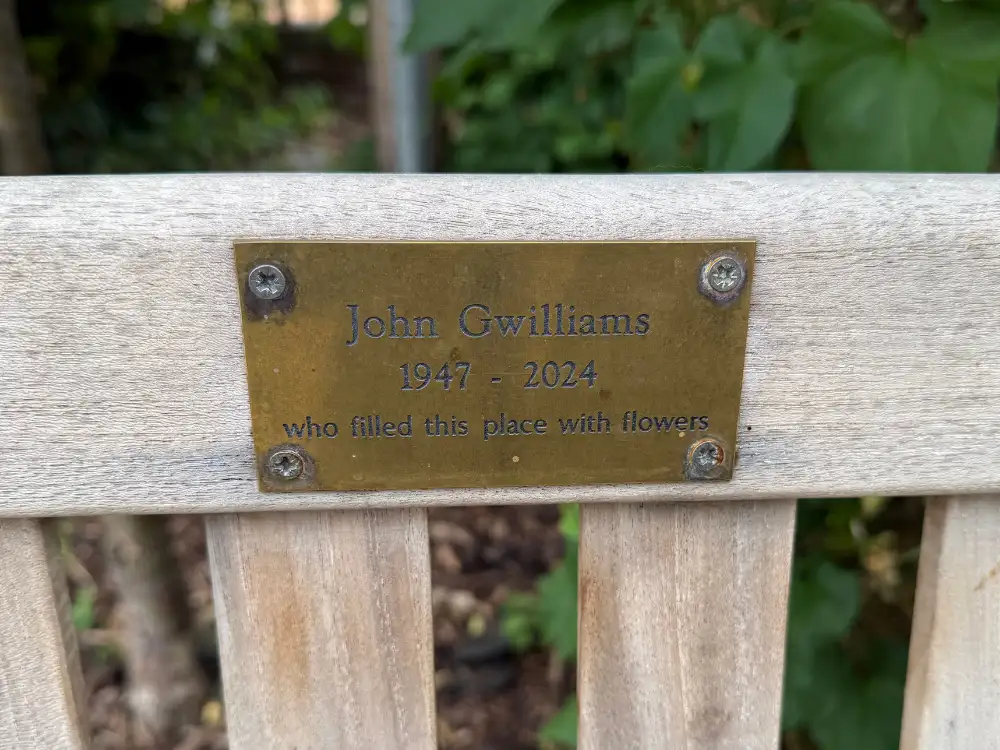 John Gwilliams
1947 - 2024
who filled this place with flowers